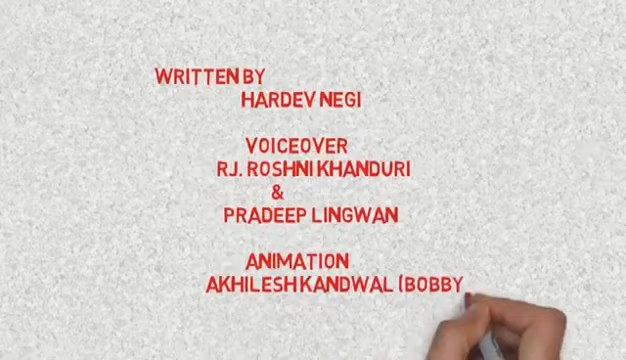 WRITTEN BY
HARDEV NEGI
VOICEOVER
RJ. ROSHNI KHANDURI
&
PRADEEP LINGWAN
ANIMATION
AKHILESH KANDWAL (BOBBY